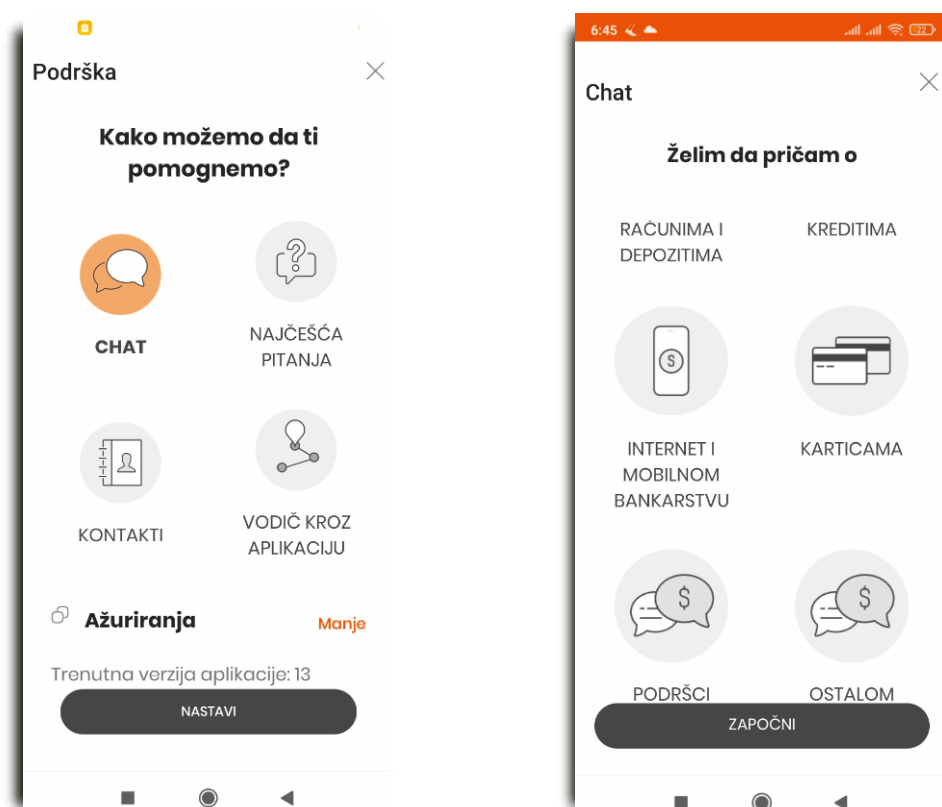 Podrška
Kako možemo da ti
pomognemo?
CHAT
NAJČEŠĆA
PITANJA
KONTAKTI
VODIČ KROZ
APLIKACIJU
Ažuriranja
Manje
Trenutna verzija aplikacije: 13
NASTAVI
6:45
22
Chat
Želim da pričam o
RAČUNIMA I
DEPOZITIMA
KREDITIMA
INTERNET I
MOBILNOM
BANKARSTVU
KARTICAMA
$
$
$
PODRŠCI
OSTALOM
ZAPOČNI